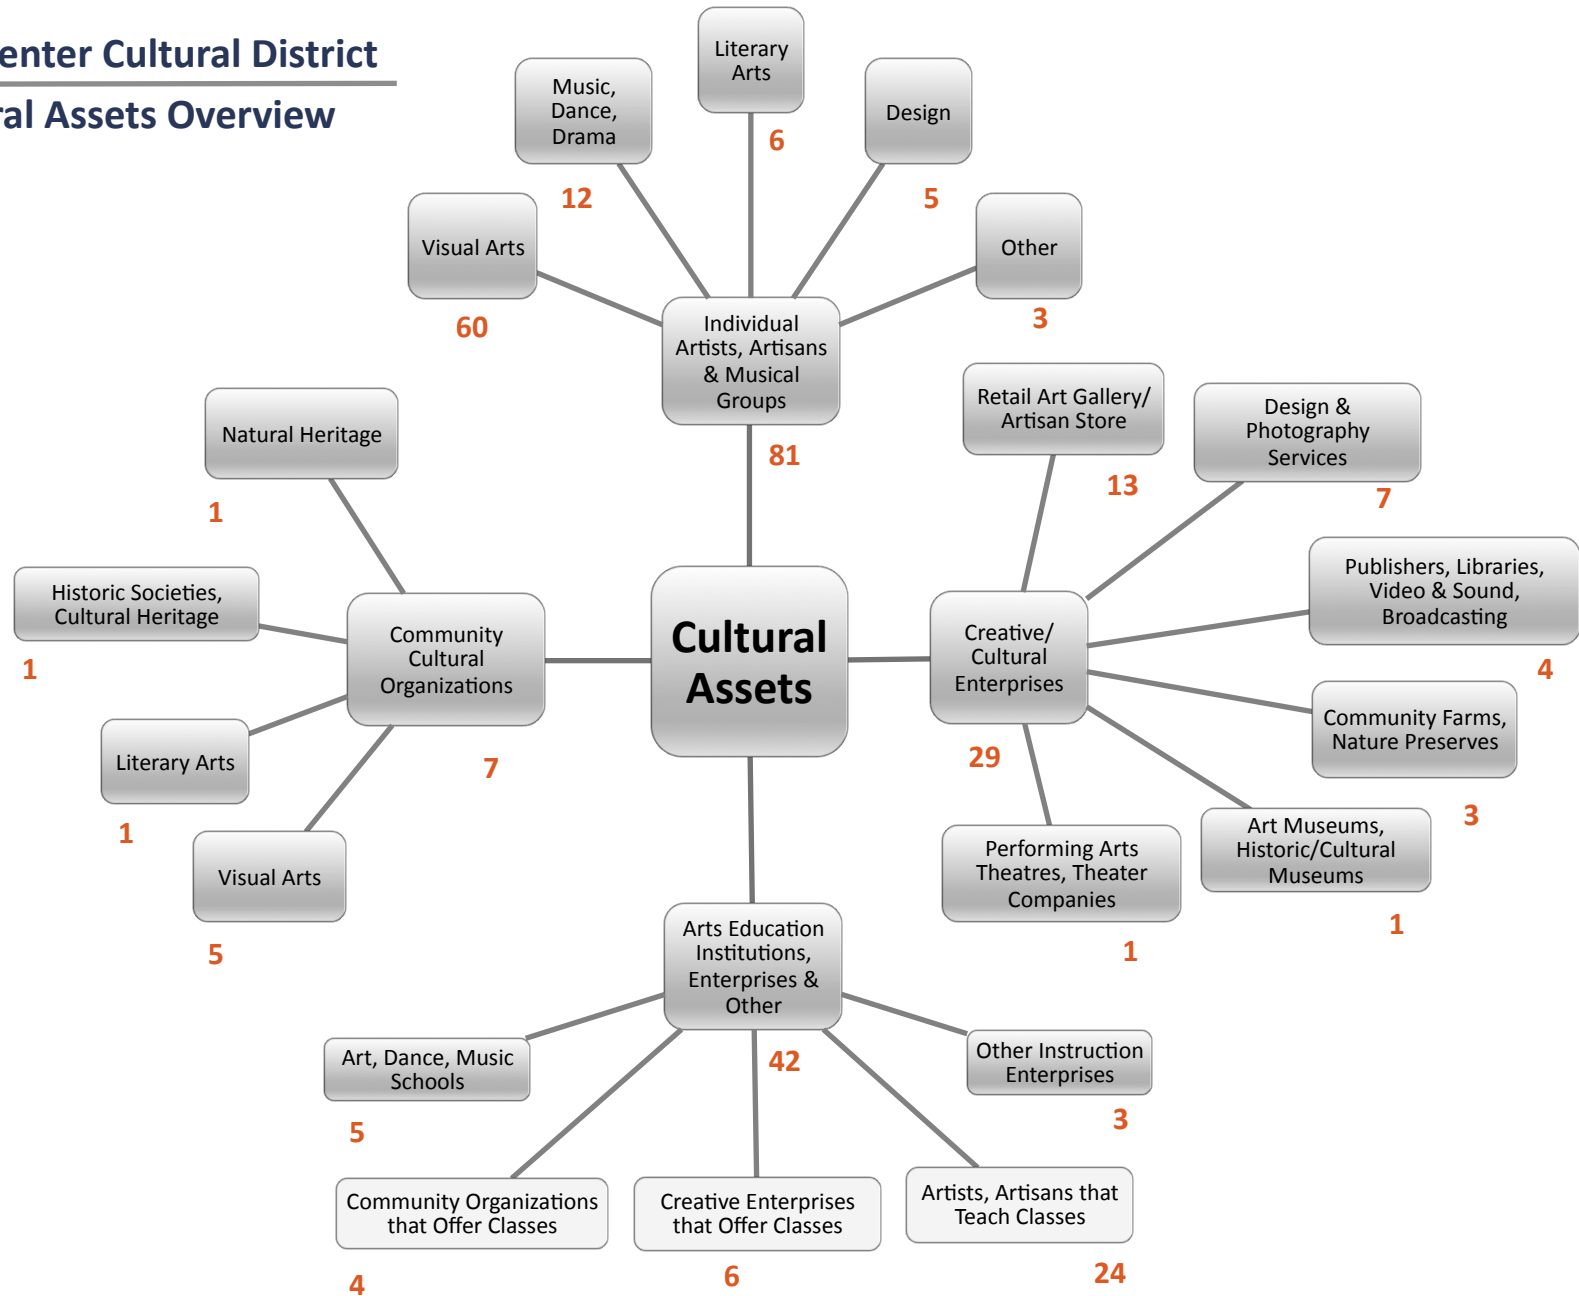 enter Cultural District
ral Assets Overview
Literary
Arts
6
Music,
Dance,
Drama
12
Design
5
Visual Arts
60
Other
3
Individual
Artists, Artisans
& Musical
Groups
81
Natural Heritage
1
Historic Societies,
Cultural Heritage
1
Literary Arts
1
Visual Arts
5
Community
Cultural
Organizations
7
Cultural
Assets
Creative/
Cultural
Enterprises
29
Retail Art Gallery/
Artisan Store
13
Design &
Photography
Services
7
Publishers, Libraries,
Video & Sound,
Broadcasting
4
Community Farms,
Nature Preserves
3
Art Museums,
Historic/Cultural
Museums
1
Performing Arts
Theatres, Theater
Companies
1
Arts Education
Institutions,
Enterprises &
Other
42
Art, Dance, Music
Schools
5
Community Organizations
that Offer Classes
4
Creative Enterprises
that Offer Classes
6
Artists, Artisans that
Teach Classes
24
Other Instruction
Enterprises
3